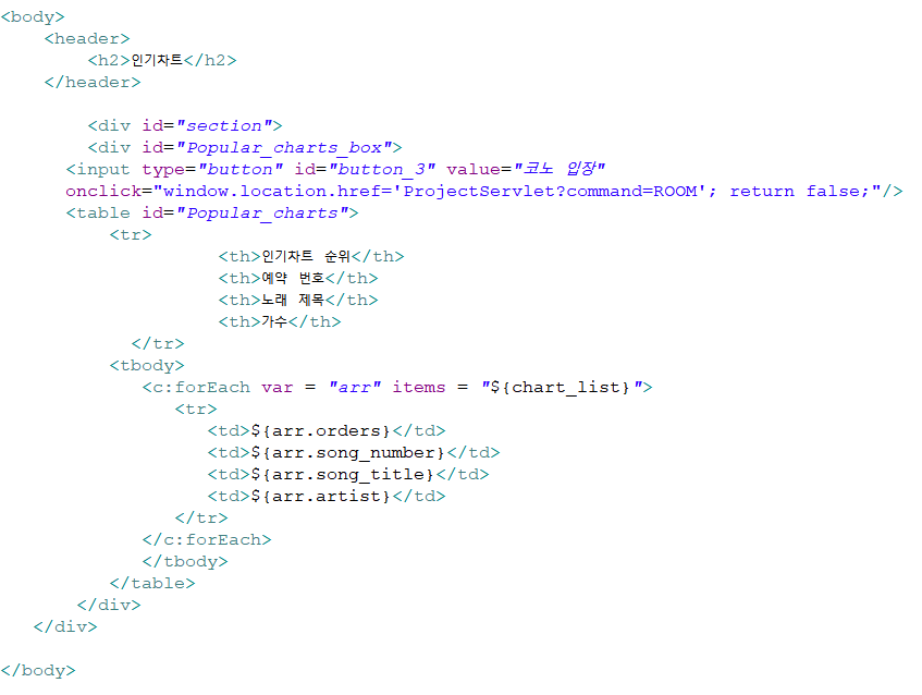 <body>
<header>
<h2>인기차트</h2>
</header>
<div id="section">
<div id="Popular_charts_box">
<input type="button" id="button_3" value="코노 입장"
onclick="window.location.href='ProjectServlet?command=ROOM'; return false;"/>
<table id="Popular_charts">
<tr>
<th>인기차트 순위</th>
<th>예약 번호</th>
<th>노래 제목</th>
<th>가수</th>
</tr>
<tbody>
<c:forEach var = "arr" items = "${chart_list}">
<tr>
<td>${arr.orders}</td>
<td>${arr.song_number}</td>
<td>${arr.song_title}</td>
<td>${arr.artist}</td>
</tr>
</c:forEach>
</tbody>
</table>
</div>
</div>
</body>